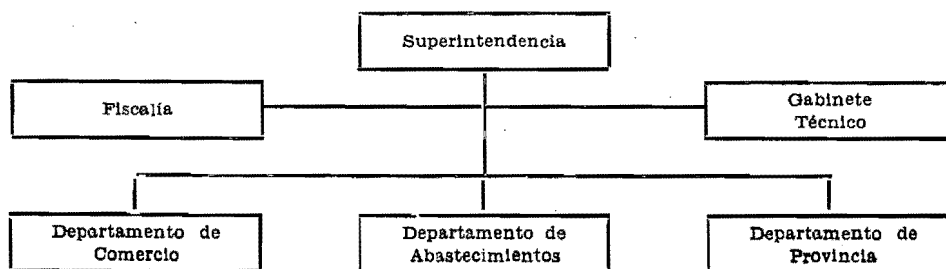 Superintendencia
Fiscalía
Gabinete
Técnico
Departamento de
Comercio
Departamento de
Abastecimientos
Departamento de
Provincia